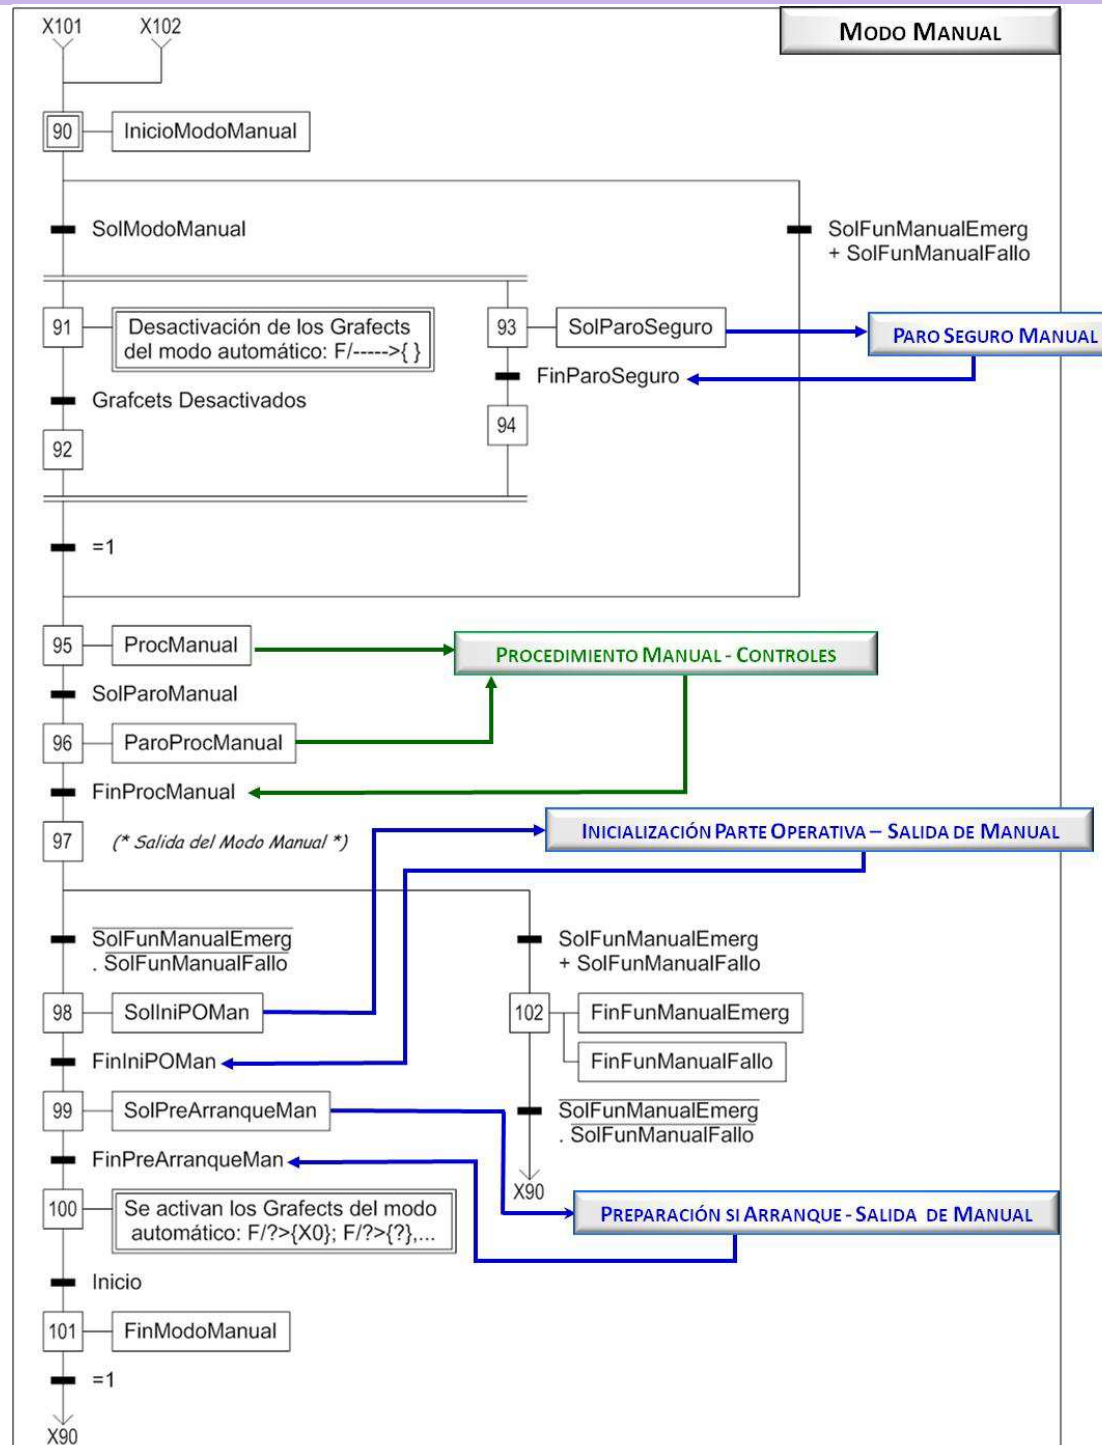 X101 X102
MODO MANUAL
90 InicioModoManual
SolModoManual
SolFunManualEmerg
+ SolFunManualFallo
91 Desactivación de los Grafects
del modo automático: F/----->{ }
93 SolParoSeguro
PARO SEGURO MANUAL
FinParoSeguro
Grafcets Desactivados
94
92
=1
95 ProcManual
PROCEDIMIENTO MANUAL - CONTROLES
SolParoManual
96 ParoProcManual
FinProcManual
97 (* Salida del Modo Manual *)
INICIALIZACIÓN PARTE OPERATIVA – SALIDA DE MANUAL
SolFunManualEmerg
. SolFunManualFallo
SolFunManualEmerg
+ SolFunManualFallo
98 SolIniPOMan
102 FinFunManualEmerg
FinFunManualFallo
FinIniPOMan
99 SolPreArranqueMan
SolFunManualEmerg
. SolFunManualFallo
FinPreArranqueMan
X90
100 Se activan los Grafects del modo
automático: F/?>{X0}; F/?>{?},...
PREPARACIÓN SI ARRANQUE - SALIDA DE MANUAL
Inicio
101 FinModoManual
=1
X90